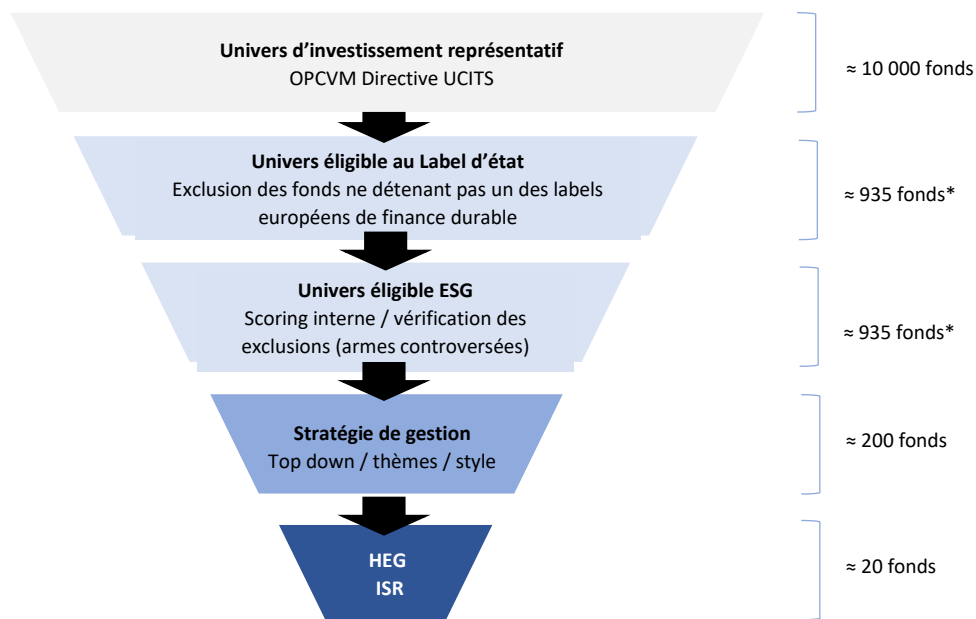 Univers d’investissement représentatif
OPCVM Directive UCITS
≈ 10 000 fonds
Univers éligible au Label d’état
Exclusion des fonds ne détenant pas un des labels
européens de finance durable
≈ 935 fonds*
Univers éligible ESG
Scoring interne / vérification des
exclusions (armes controversées)
≈ 935 fonds*
Stratégie de gestion
Top down / thèmes / style
≈ 200 fonds
HEG
ISR
≈ 20 fonds